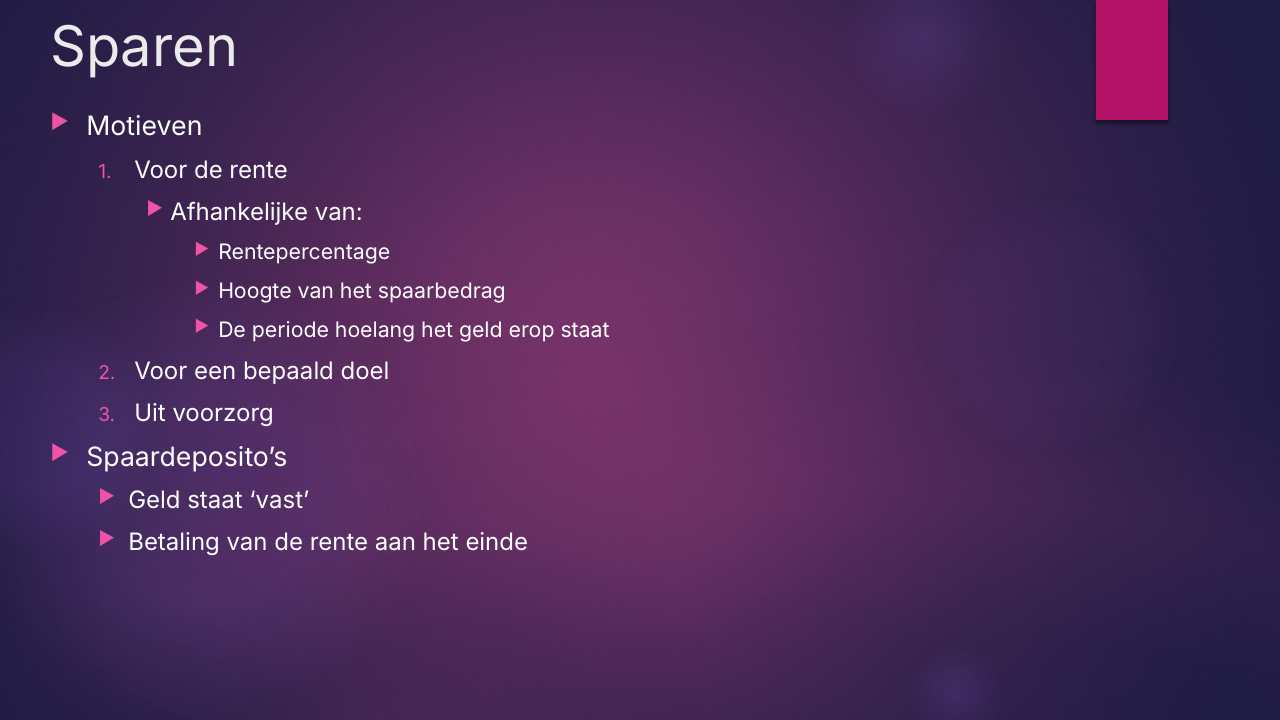 Sparen
Motieven
1. Voor de rente
Afhankelijke van:
Rentepercentage
Hoogte van het spaarbedrag
De periode hoelang het geld erop staat
2. Voor een bepaald doel
3. Uit voorzorg
Spaardeposito’s
Geld staat ‘vast’
Betaling van de rente aan het einde